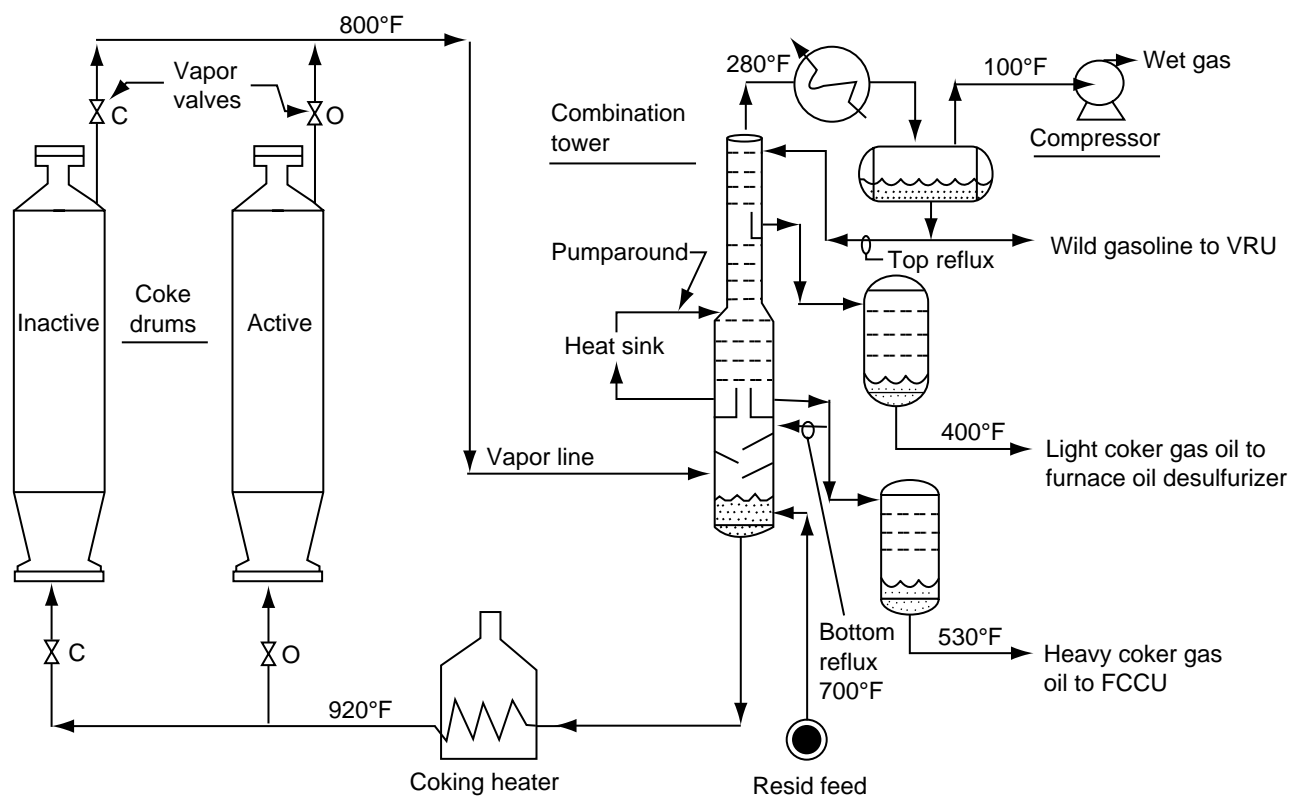 800°F
Vapor
valves
C
O
Combination
tower
280°F
100°F
Wet gas
Compressor
Wild gasoline to VRU
Top reflux
Pumparound
Inactive
Coke
drums
Active
Heat sink
400°F
Light coker gas oil to
furnace oil desulfurizer
Vapor line
530°F
Heavy coker gas
oil to FCCU
Bottom
reflux
700°F
C
O
920°F
Coking heater
Resid feed